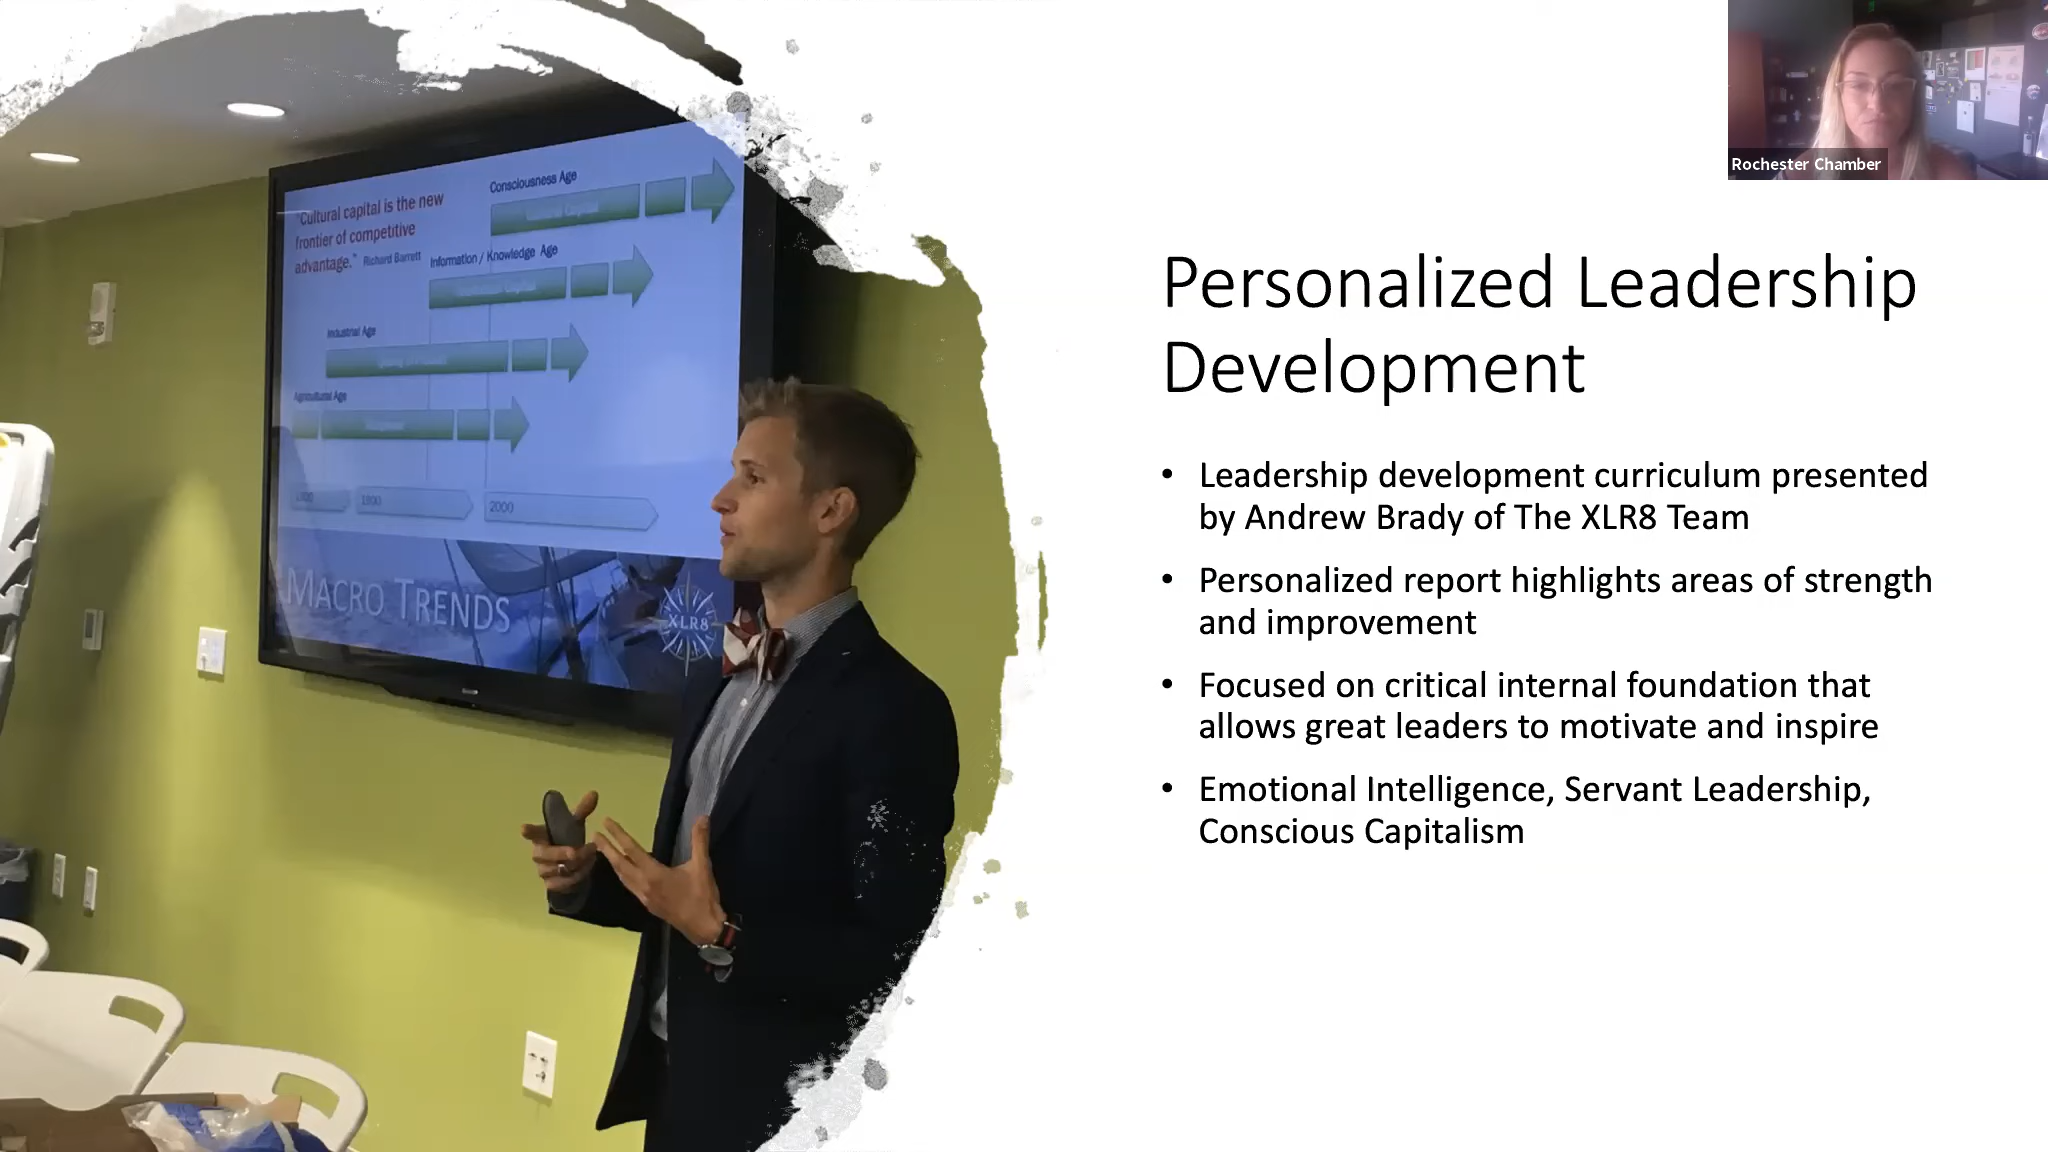 Rochester Chamber
Personalized Leadership
Development
• Leadership development curriculum presented
by Andrew Brady of The XLR8 Team
• Personalized report highlights areas of strength
and improvement
• Focused on critical internal foundation that
allows great leaders to motivate and inspire
• Emotional Intelligence, Servant Leadership,
Conscious Capitalism
"Cultural capital is the new
frontier of competitive
advantage." Richard Barrett
Consciousness Age
Information / Knowledge Age
Industrial Age
Agricultural Age
1900
2000
MACRO TRENDS
XLR8